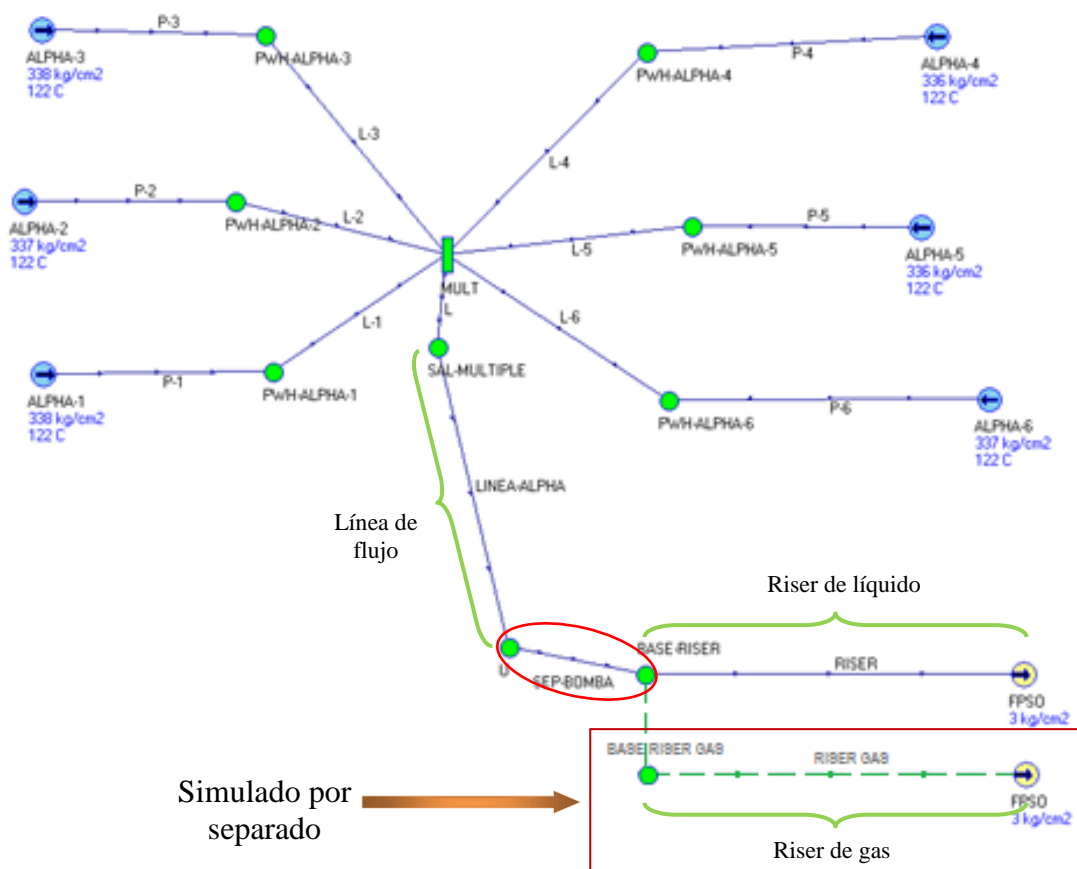 P-3
ALPHA-3
338 kg/cm2
122 C
PWH-ALPHA-3
P-4
PWH-ALPHA-4
ALPHA-4
336 kg/cm2
122 C
L-3
L-4
P-2
ALPHA-2
337 kg/cm2
122 C
PWH-ALPHA-2
L-2
P-5
PWH-ALPHA-5
ALPHA-5
336 kg/cm2
122 C
L-5
MULT
L
L-1
L-6
SAL-MULTIPLE
P-1
ALPHA-1
338 kg/cm2
122 C
PWH-ALPHA-1
PWH-ALPHA-6
P-6
ALPHA-6
337 kg/cm2
122 C
LINEA-ALPHA
Línea de
flujo
Riser de líquido
U
SEP-BOMBA
BASE-RISER
RISER
FPSO
3 kg/cm2
BASE RISER GAS
RISER GAS
FPSO
3 kg/cm2
Simulado por
separado
Riser de gas